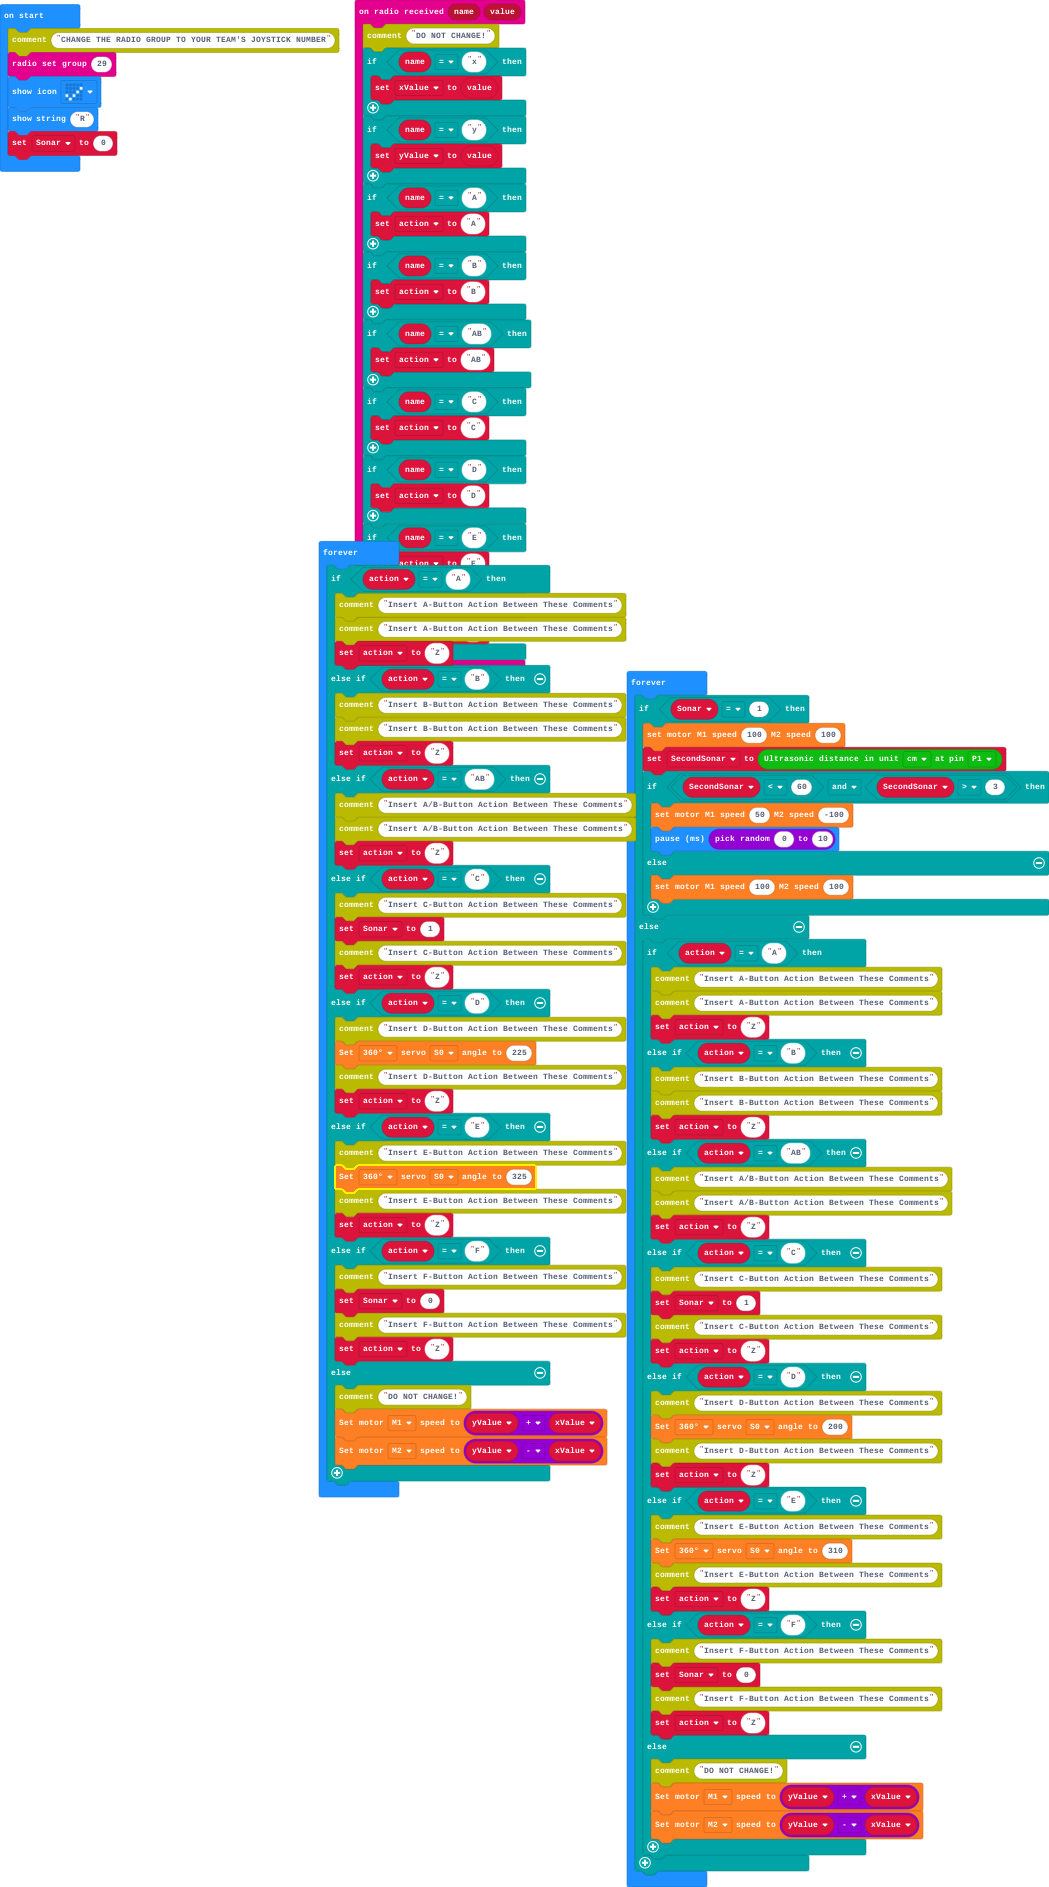 on start
comment "CHANGE THE RADIO GROUP TO YOUR TEAM'S JOYSTICK NUMBER"
radio set group 29
show icon
show string "R"
set Sonar to 0
on radio received name value
comment "DO NOT CHANGE!"
if name = "x" then
set xValue to value
if name = "y" then
set yValue to value
if name = "A" then
set action to "A"
if name = "B" then
set action to "B"
if name = "AB" then
set action to "AB"
if name = "C" then
set action to "C"
if name = "D" then
set action to "D"
if name = "E" then
action to "E"
forever
if action = "A" then
comment "Insert A-Button Action Between These Comments"
comment "Insert A-Button Action Between These Comments"
set action to "Z"
else if action = "B" then
comment "Insert B-Button Action Between These Comments"
comment "Insert B-Button Action Between These Comments"
set action to "Z"
else if action = "AB" then
comment "Insert A/B-Button Action Between These Comments"
comment "Insert A/B-Button Action Between These Comments"
set action to "Z"
else if action = "C" then
comment "Insert C-Button Action Between These Comments"
set Sonar to 1
comment "Insert C-Button Action Between These Comments"
set action to "Z"
else if action = "D" then
comment "Insert D-Button Action Between These Comments"
Set 360° servo S0 angle to 225
comment "Insert D-Button Action Between These Comments"
set action to "Z"
else if action = "E" then
comment "Insert E-Button Action Between These Comments"
Set 360° servo S0 angle to 325
comment "Insert E-Button Action Between These Comments"
set action to "Z"
else if action = "F" then
comment "Insert F-Button Action Between These Comments"
set Sonar to 0
comment "Insert F-Button Action Between These Comments"
set action to "Z"
else
comment "DO NOT CHANGE!"
Set motor M1 speed to yValue + xValue
Set motor M2 speed to yValue - xValue
forever
if Sonar = 1 then
set motor M1 speed 100 M2 speed 100
set SecondSonar to Ultrasonic distance in unit cm at pin P1
if SecondSonar < 60 and SecondSonar > 3 then
set motor M1 speed 50 M2 speed -100
pause (ms) pick random 0 to 10
else
set motor M1 speed 100 M2 speed 100
else
if action = "A" then
comment "Insert A-Button Action Between These Comments"
comment "Insert A-Button Action Between These Comments"
set action to "Z"
else if action = "B" then
comment "Insert B-Button Action Between These Comments"
comment "Insert B-Button Action Between These Comments"
set action to "Z"
else if action = "AB" then
comment "Insert A/B-Button Action Between These Comments"
comment "Insert A/B-Button Action Between These Comments"
set action to "Z"
else if action = "C" then
comment "Insert C-Button Action Between These Comments"
set Sonar to 1
comment "Insert C-Button Action Between These Comments"
set action to "Z"
else if action = "D" then
comment "Insert D-Button Action Between These Comments"
Set 360° servo S0 angle to 200
comment "Insert D-Button Action Between These Comments"
set action to "Z"
else if action = "E" then
comment "Insert E-Button Action Between These Comments"
Set 360° servo S0 angle to 310
comment "Insert E-Button Action Between These Comments"
set action to "Z"
else if action = "F" then
comment "Insert F-Button Action Between These Comments"
set Sonar to 0
comment "Insert F-Button Action Between These Comments"
set action to "Z"
else
comment "DO NOT CHANGE!"
Set motor M1 speed to yValue + xValue
Set motor M2 speed to yValue - xValue